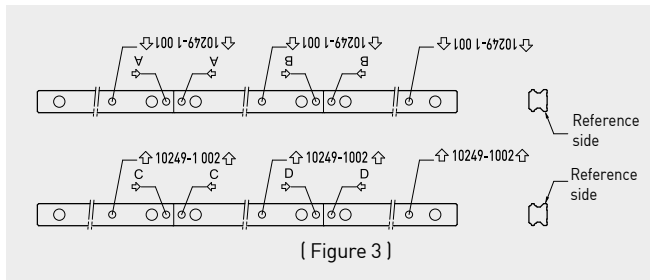 ⇩ 10249-1 001 ⇩ ⇩ 10249-1 001 ⇩ ⇩ 10249-1 001 ⇩
A A B B
Reference
side
⇧ 10249-1 002 ⇧ ⇧ 10249-1002 ⇧ ⇧ 10249-1002 ⇧
C C D D
Reference
side
( Figure 3 )